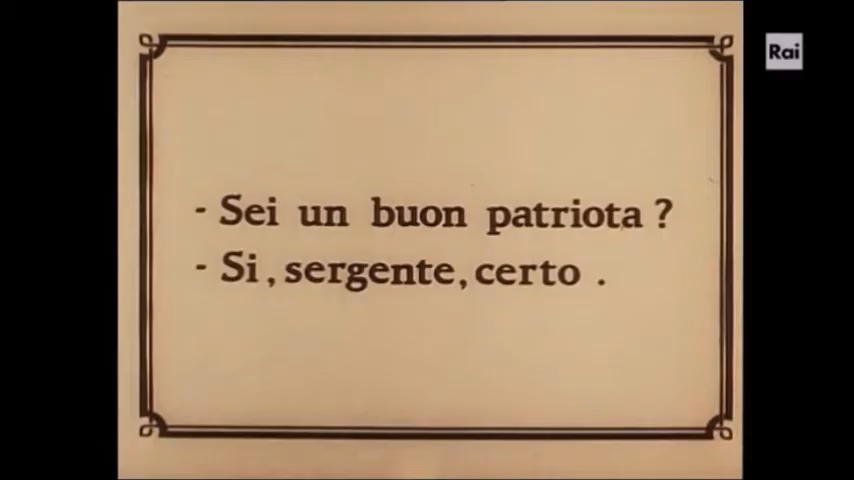 Rai
- Sei un buon patriota ?
- Si, sergente, certo .